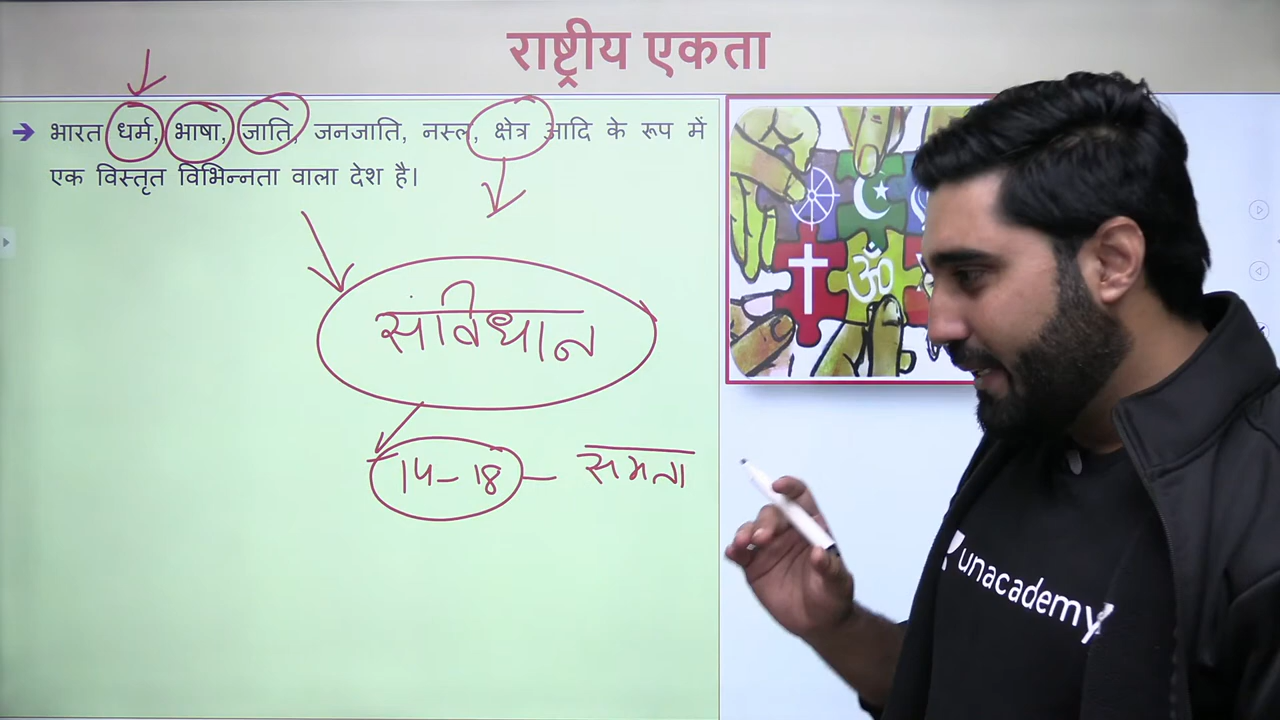 राष्ट्रीय एकता
भारत धर्म, भाषा, जाति, जनजाति, नस्ल, क्षेत्र आदि के रूप में
एक विस्तृत विभिन्नता वाला देश है।
संविधान
14-18 - समता
unacademy